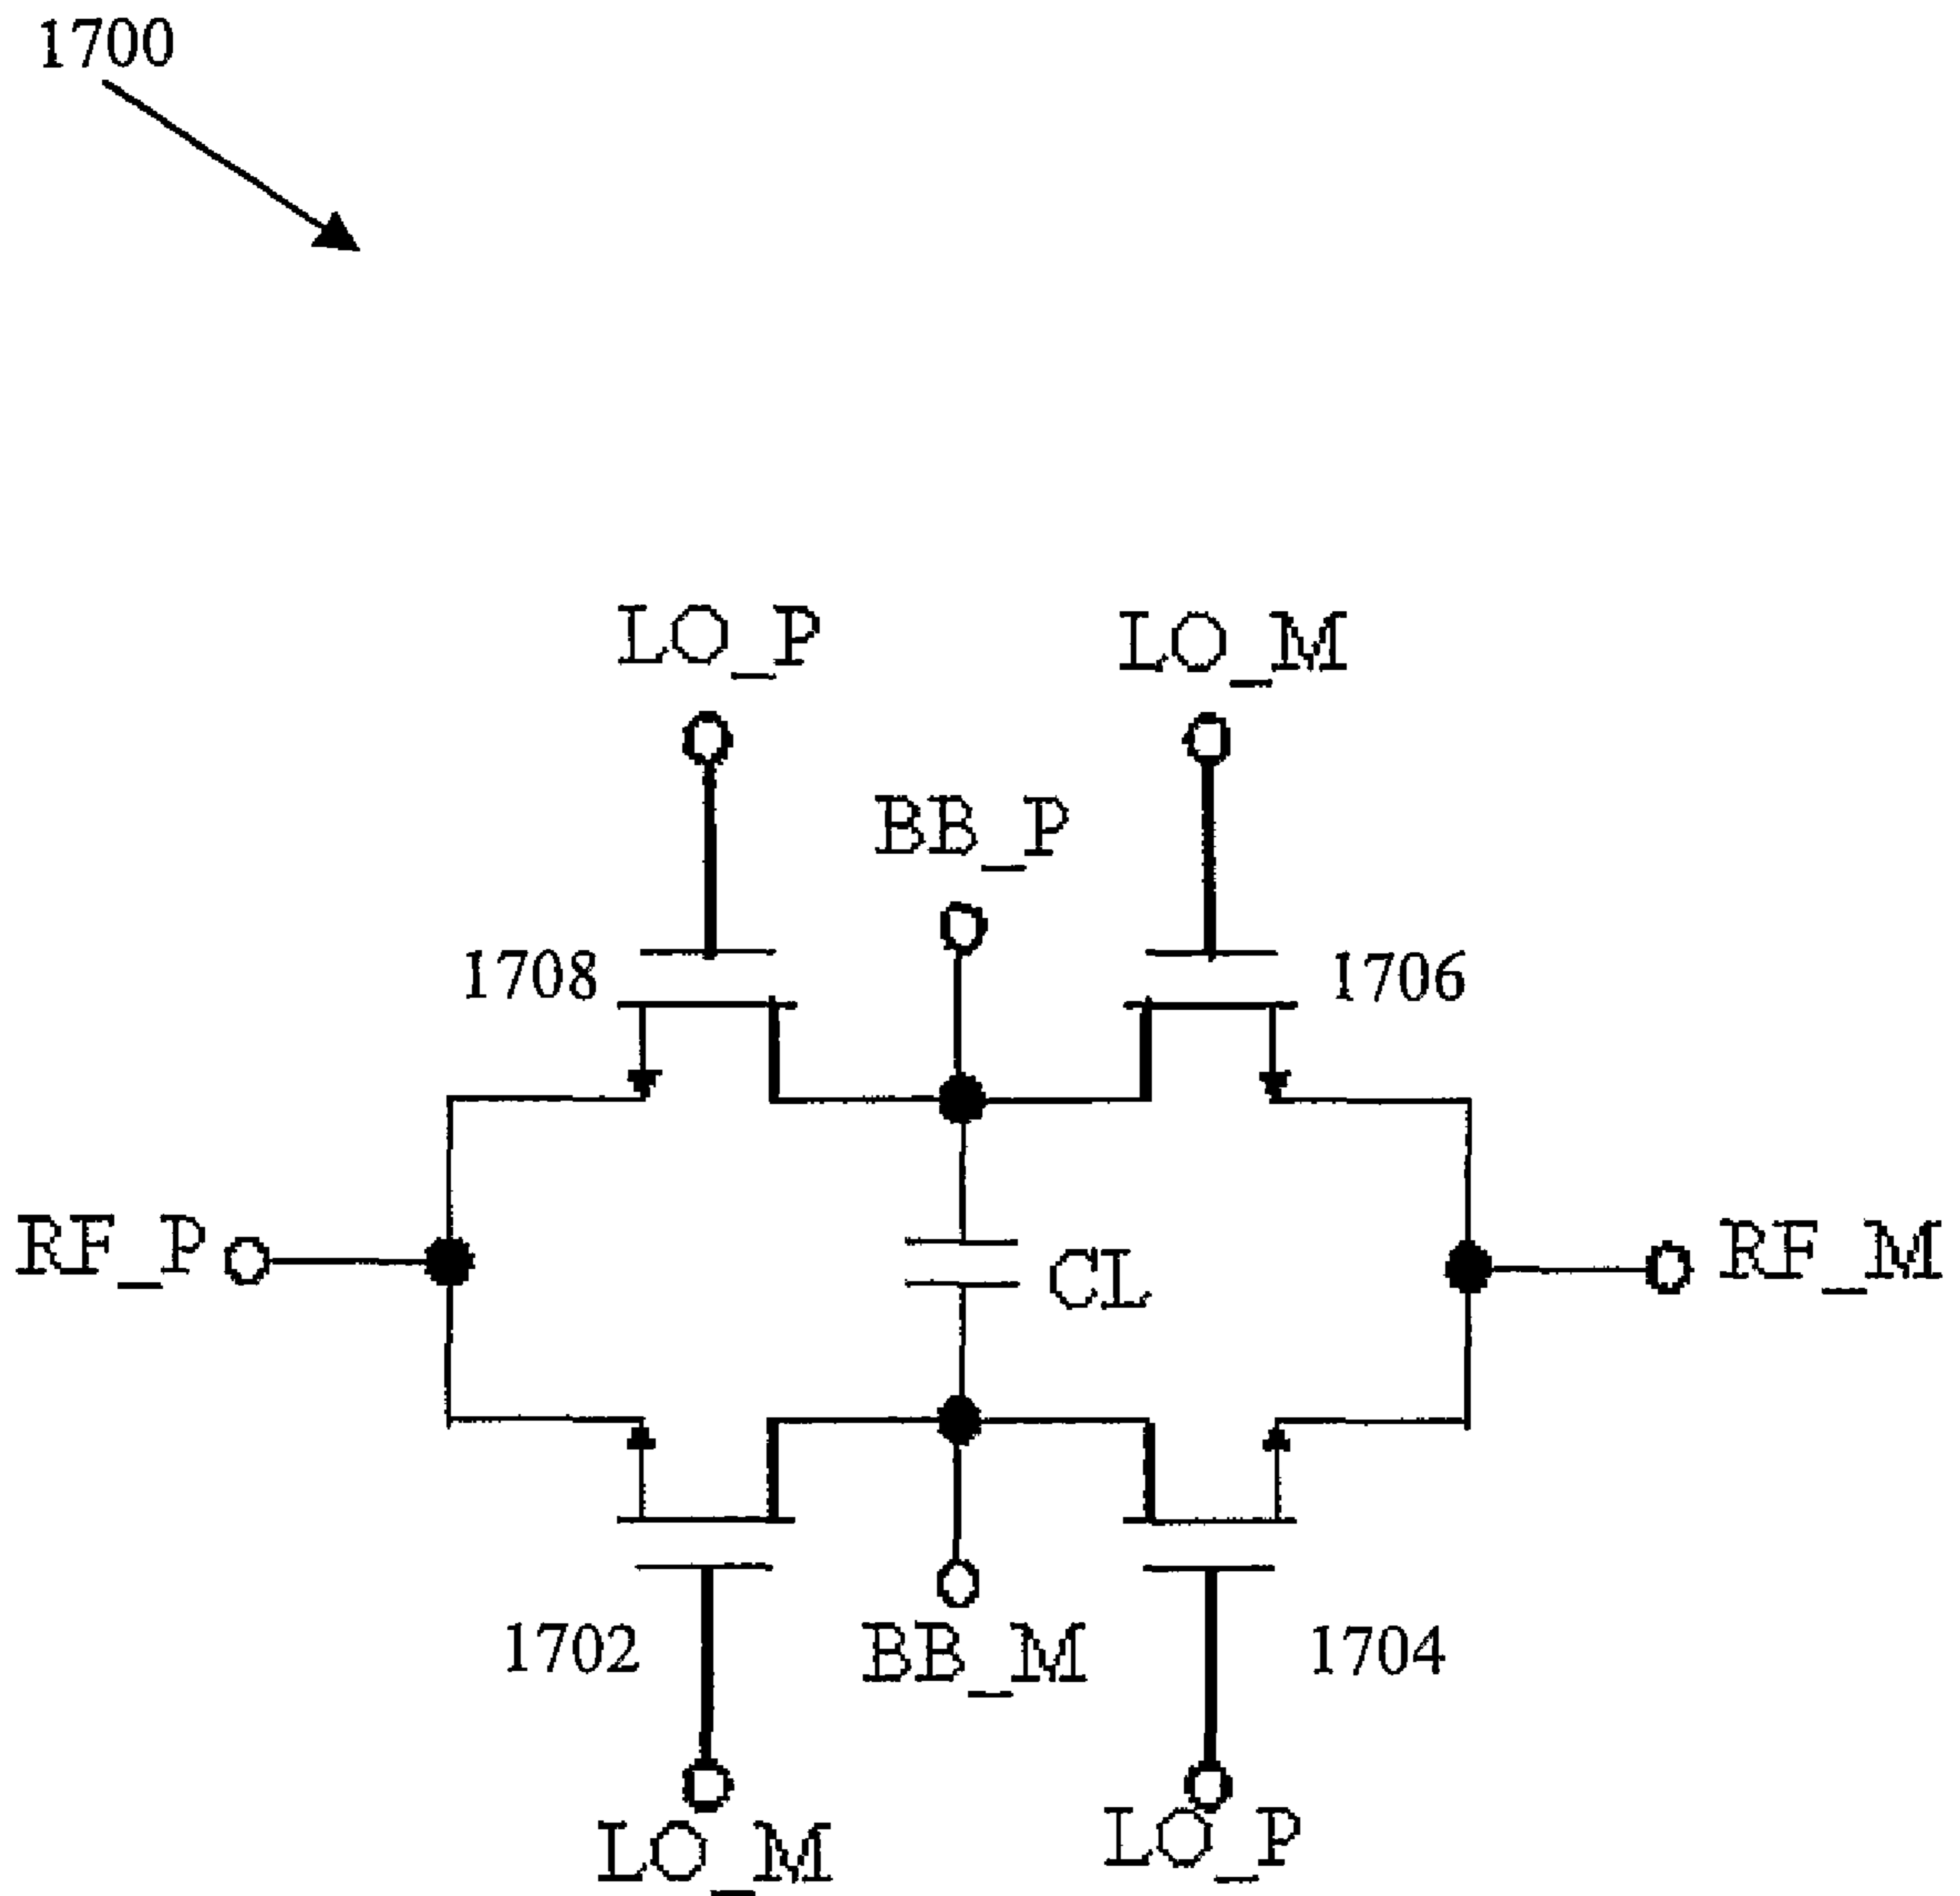 1700
LO_P
LO_M
BB_P
1708
1706
RF_P
CL
RF_M
1702
BB_M
1704
LO_M
LO_P